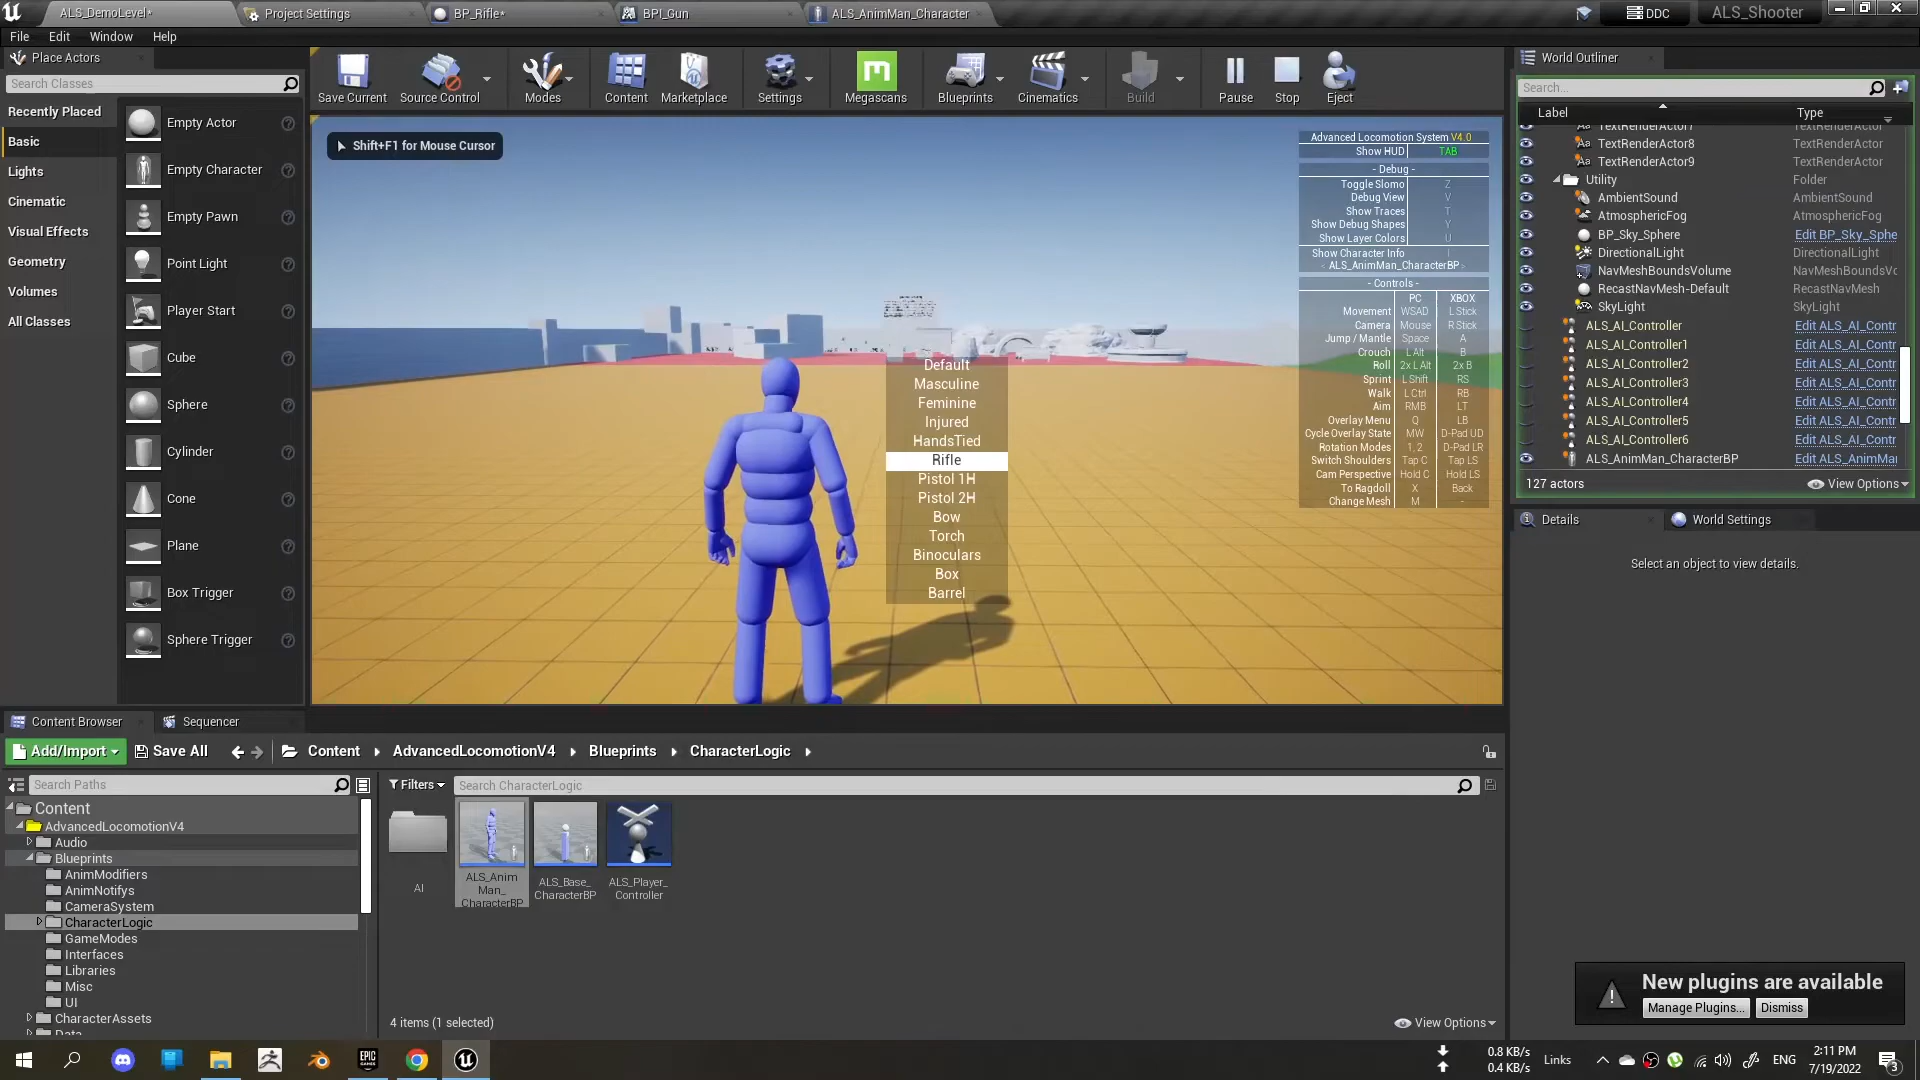 AL​S_DemoLevel*
Project Settings
BP_Rifle*
BPI_Gun
ALS_AnimMan_Character
DDC
ALS_Shooter
File Edit Window Help
Place Actors
Search Classes
Recently Placed
Basic
Lights
Cinematic
Visual Effects
Geometry
Volumes
All Classes
Empty Actor
Empty Character
Empty Pawn
Point Light
Player Start
Cube
Sphere
Cylinder
Cone
Plane
Box Trigger
Sphere Trigger
Save Current
Source Control
Modes
Content
Marketplace
Settings
Megascans
Blueprints
Cinematics
Build
Pause
Stop
Eject
Shift+F1 for Mouse Cursor
Default
Masculine
Feminine
Injured
HandsTied
Rifle
Pistol 1H
Pistol 2H
Bow
Torch
Binoculars
Box
Barrel
Advanced Locomotion System V4.0
Show HUD TAB
- Debug -
Toggle Slomo Z
Debug View V
Show Traces T
Show Debug Shapes Y
Show Layer Colors U
Show Character Info I
< ALS_AnimMan_CharacterBP >
- Controls -
PC XBOX
Movement WSAD L Stick
Camera Mouse R Stick
Jump / Mantle Space A
Crouch L Alt B
Roll 2x L Alt 2x B
Sprint L Shift RS
Walk L Ctrl RB
Aim RMB LT
Overlay Menu Q LB
Cycle Overlay State MW D-Pad UD
Rotation Modes 1, 2 D-Pad LR
Switch Shoulders Tap C Tap LS
Cam Perspective Hold C Hold LS
To Ragdoll X Back
Change Mesh M -
World Outliner
Search...
Label Type
TextRenderActor7 TextRenderActor
TextRenderActor8 TextRenderActor
TextRenderActor9 TextRenderActor
Utility Folder
AmbientSound AmbientSound
AtmosphericFog AtmosphericFog
BP_Sky_Sphere Edit BP_Sky_Sphe
DirectionalLight DirectionalLight
NavMeshBoundsVolume NavMeshBoundsVc
RecastNavMesh-Default RecastNavMesh
SkyLight SkyLight
ALS_AI_Controller Edit ALS_AI_Contr
ALS_AI_Controller1 Edit ALS_AI_Contr
ALS_AI_Controller2 Edit ALS_AI_Contr
ALS_AI_Controller3 Edit ALS_AI_Contr
ALS_AI_Controller4 Edit ALS_AI_Contr
ALS_AI_Controller5 Edit ALS_AI_Contr
ALS_AI_Controller6 Edit ALS_AI_Contr
ALS_AnimMan_CharacterBP Edit ALS_AnimMar
127 actors
View Options
Details
World Settings
Select an object to view details.
Content Browser
Sequencer
Add/Import Save All Content AdvancedLocomotionV4 Blueprints CharacterLogic
Search Paths
Filters
Search CharacterLogic
Content
AdvancedLocomotionV4
Audio
Blueprints
AnimModifiers
AnimNotifys
CameraSystem
CharacterLogic
GameModes
Interfaces
Libraries
Misc
UI
CharacterAssets
Data
AI
ALS_Anim
Man_
CharacterBP
ALS_Base_
CharacterBP
ALS_Player_
Controller
4 items (1 selected)
View Options
New plugins are available
Manage Plugins...
Dismiss
EPIC
GAMES
0.8 KB/s
0.4 KB/s
Links
ENG
2:11 PM
7/19/2022
3